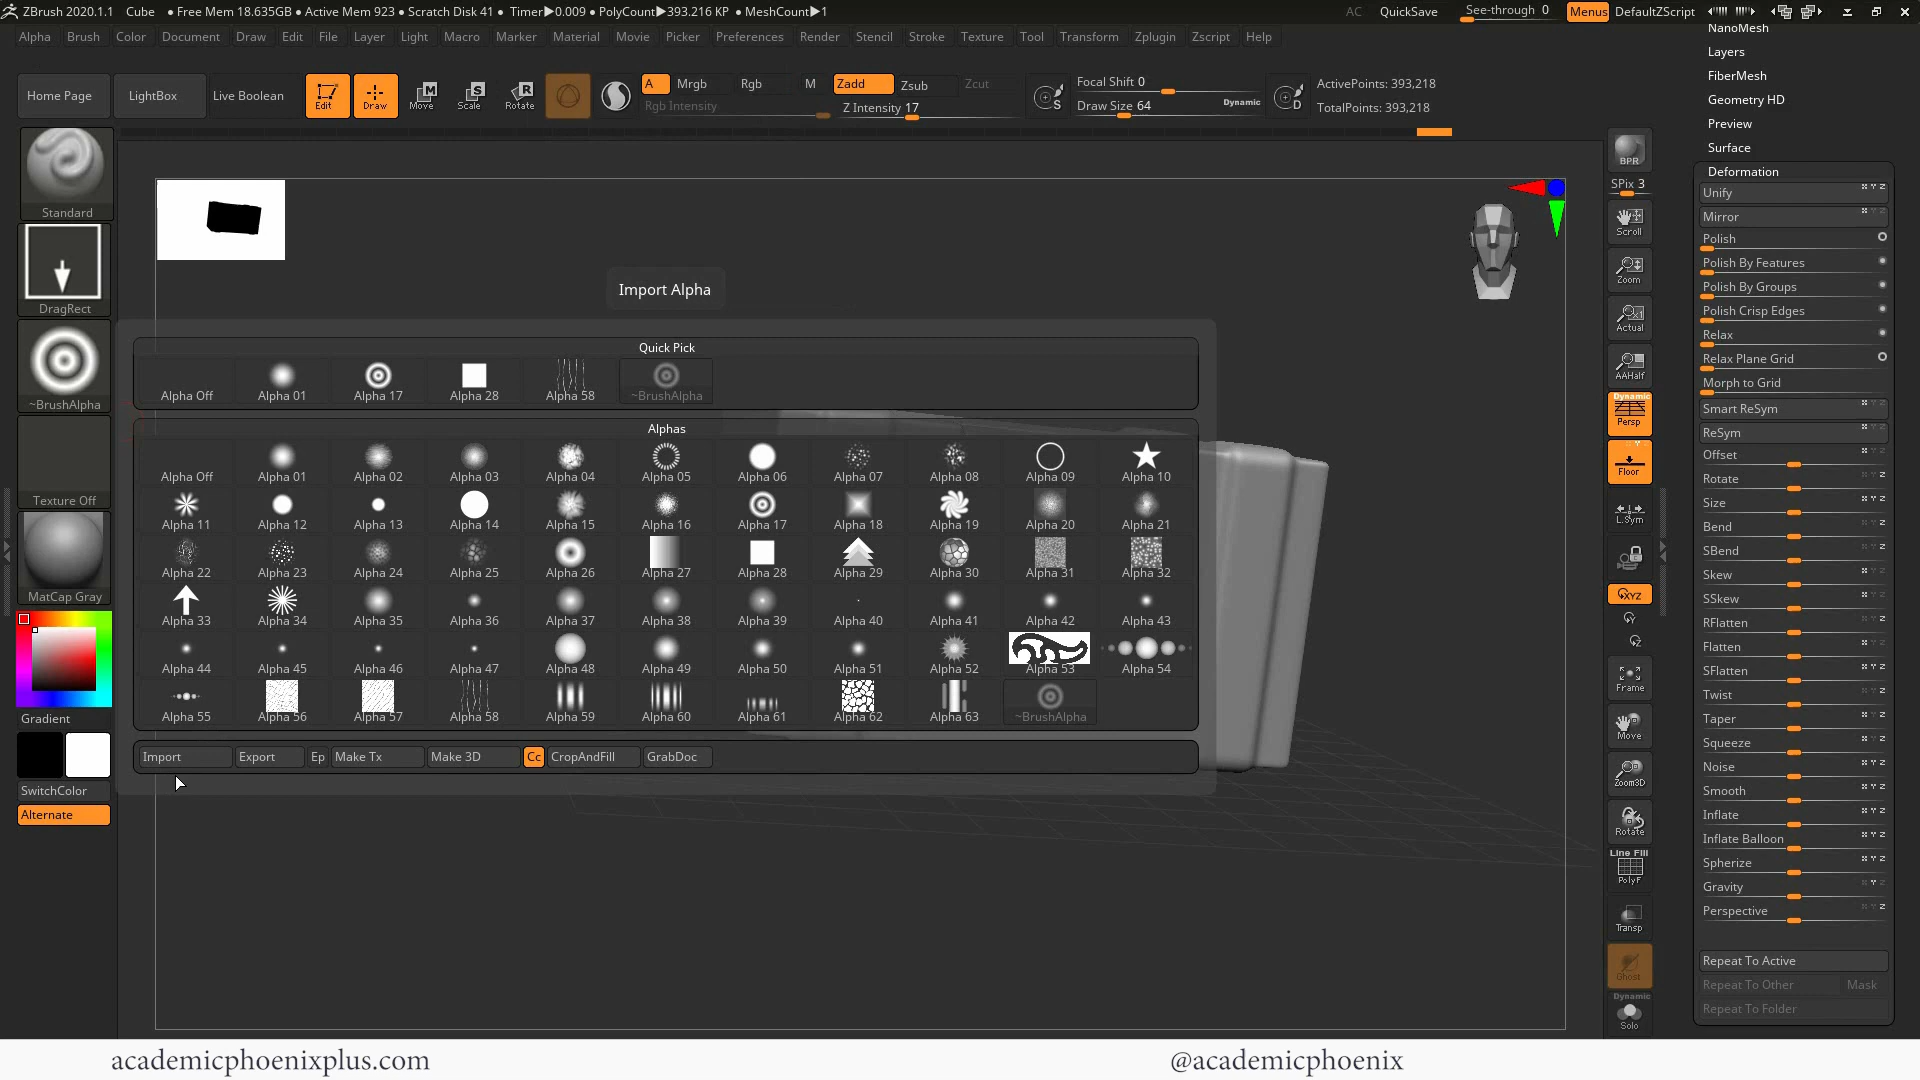 ZBrush 2020.1.1 Cube • Free Mem 18.635GB • Active Mem 923 • Scratch Disk 41 • Timer▶0.009 • PolyCount▶393.216 KP • MeshCount▶1 AC QuickSave See-through 0 Menus DefaultZScript
Alpha Brush Color Document Draw Edit File Layer Light Macro Marker Material Movie Picker Preferences Render Stencil Stroke Texture Tool Transform Zplugin Zscript Help
Home Page LightBox Live Boolean Edit Draw Move Scale Rotate
A Mrgb Rgb M Zadd Zsub Zcut
Rgb Intensity Z Intensity 17
Focal Shift 0
Draw Size 64 Dynamic
ActivePoints: 393,218
TotalPoints: 393,218
Standard
DragRect
~BrushAlpha
Texture Off
MatCap Gray
Gradient
SwitchColor
Alternate
Import Alpha
Quick Pick
Alpha Off Alpha 01 Alpha 17 Alpha 28 Alpha 58 ~BrushAlpha
Alphas
Alpha Off Alpha 01 Alpha 02 Alpha 03 Alpha 04 Alpha 05 Alpha 06 Alpha 07 Alpha 08 Alpha 09 Alpha 10
Alpha 11 Alpha 12 Alpha 13 Alpha 14 Alpha 15 Alpha 16 Alpha 17 Alpha 18 Alpha 19 Alpha 20 Alpha 21
Alpha 22 Alpha 23 Alpha 24 Alpha 25 Alpha 26 Alpha 27 Alpha 28 Alpha 29 Alpha 30 Alpha 31 Alpha 32
Alpha 33 Alpha 34 Alpha 35 Alpha 36 Alpha 37 Alpha 38 Alpha 39 Alpha 40 Alpha 41 Alpha 42 Alpha 43
Alpha 44 Alpha 45 Alpha 46 Alpha 47 Alpha 48 Alpha 49 Alpha 50 Alpha 51 Alpha 52 Alpha 53 Alpha 54
Alpha 55 Alpha 56 Alpha 57 Alpha 58 Alpha 59 Alpha 60 Alpha 61 Alpha 62 Alpha 63 ~BrushAlpha
Import Export Ep Make Tx Make 3D Cc CropAndFill GrabDoc
BPR
SPix 3
Scroll
Zoom
Actual
AAHalf
Dynamic
Persp
Floor
L.Sym
XYZ
Frame
Move
Zoom3D
Rotate
Line Fill
PolyF
Transp
Ghost
Dynamic
Solo
NanoMesh
Layers
FiberMesh
Geometry HD
Preview
Surface
Deformation
Unify
Mirror
Polish
Polish By Features
Polish By Groups
Polish Crisp Edges
Relax
Relax Plane Grid
Morph to Grid
Smart ReSym
ReSym
Offset
Rotate
Size
Bend
SBend
Skew
SSkew
RFlatten
Flatten
SFlatten
Twist
Taper
Squeeze
Noise
Smooth
Inflate
Inflate Balloon
Spherize
Gravity
Perspective
Repeat To Active
Repeat To Other Mask
Repeat To Folder
academicphoenixplus.com
@academicphoenix